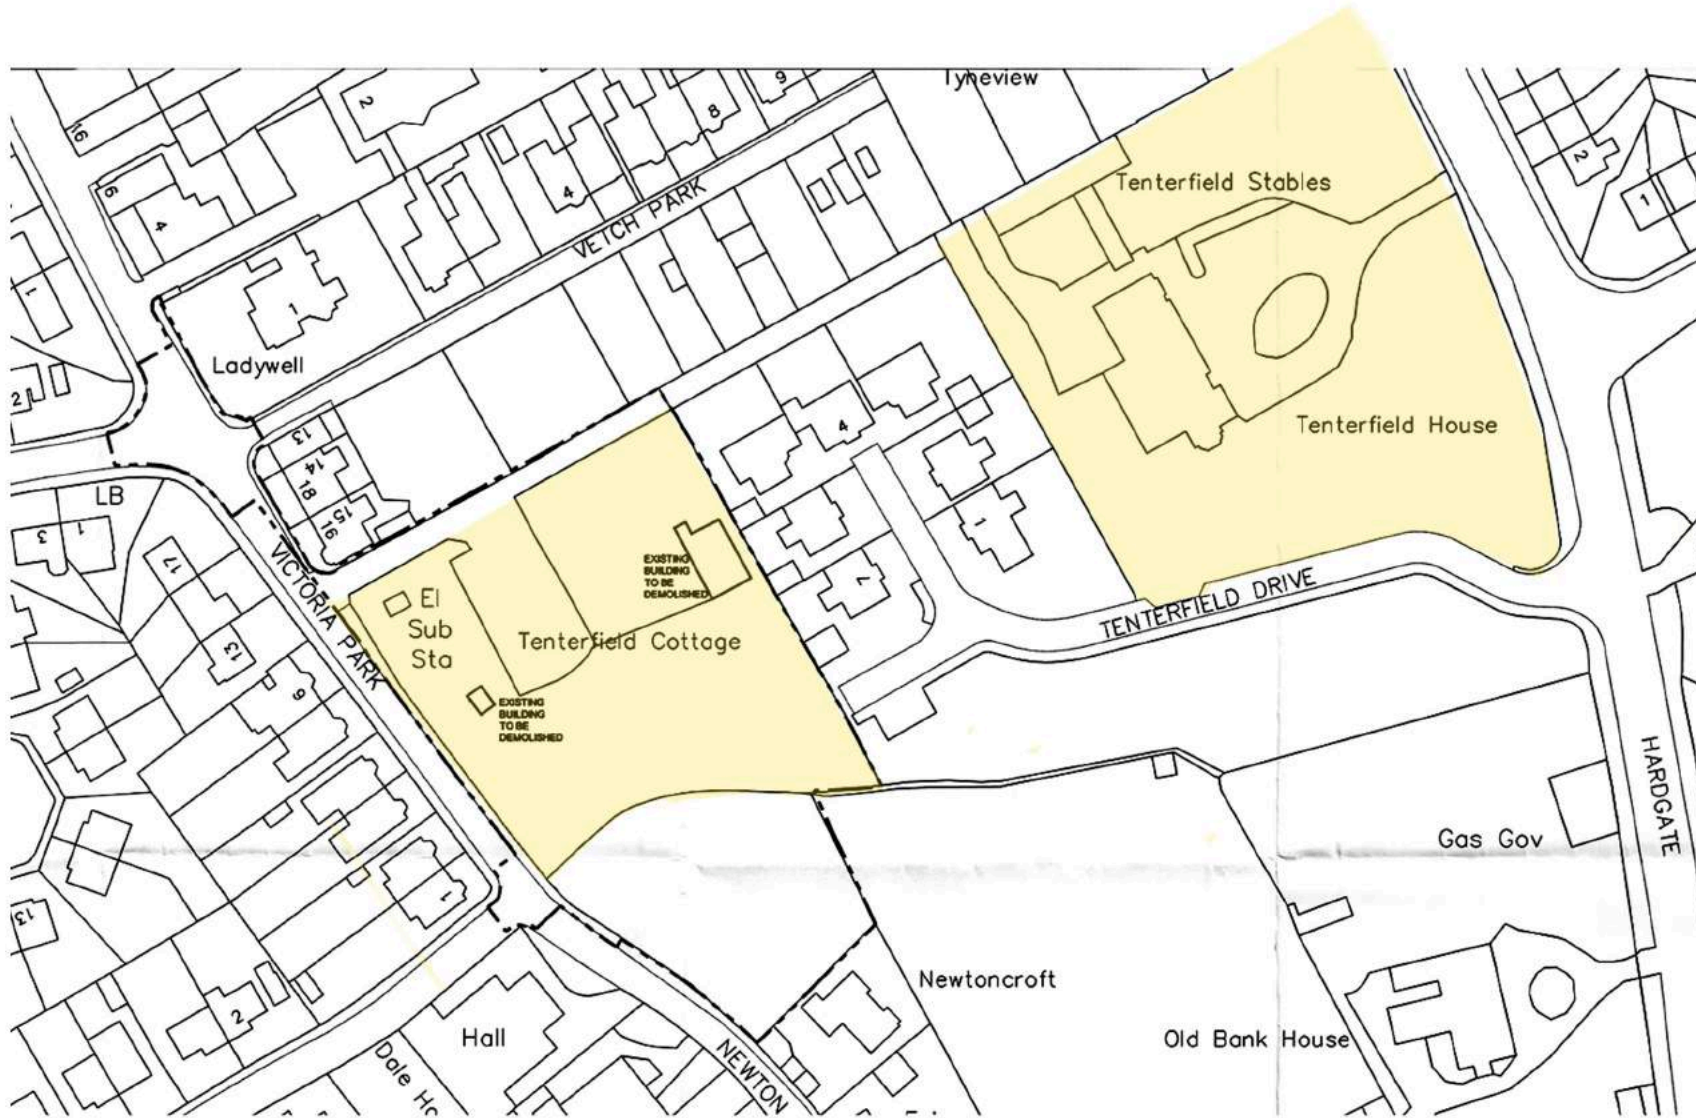 Tyneview
2
9
16
8
6
4
4
VETCH PARK
Tenterfield Stables
2
1
1
1
Ladywell
2
13
14
18
15
16
4
Tenterfield House
LB
3
1
17
1
VICTORIA PARK
EXISTING
BUILDING
TO BE
DEMOLISHED
7
El
Sub
Sta
TENTERFIELD DRIVE
Tenterfield Cottage
13
9
EXISTING
BUILDING
TO BE
DEMOLISHED
HARDGATE
Gas Gov
1
13
Newtoncroft
2
Hall
Old Bank House
Dale Ho
NEWTON